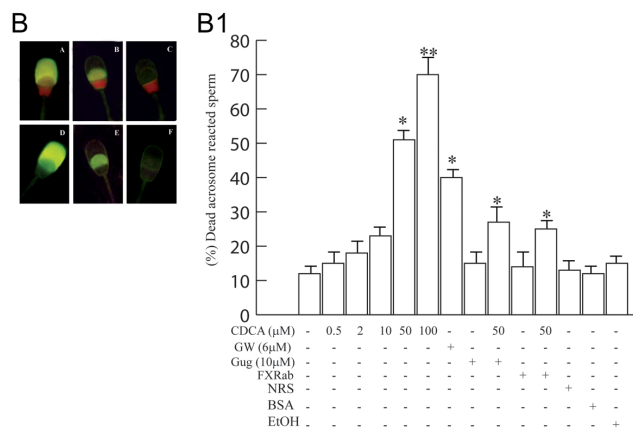 B
A
B
C
D
E
F
B1
(%) Dead acrosome reacted sperm
80
70
60
50
40
30
20
10
0
*
**
*
*
*
CDCA (μM) - 0.5 2 10 50 100 - - 50 - 50 - - -
GW (6μM) - - - - - - + - - - - - - -
Gug (10μM) - - - - - - - + + - - - - -
FXRab - - - - - - - - - + + - - -
NRS - - - - - - - - - - - + - -
BSA - - - - - - - - - - - - + -
EtOH - - - - - - - - - - - - - +